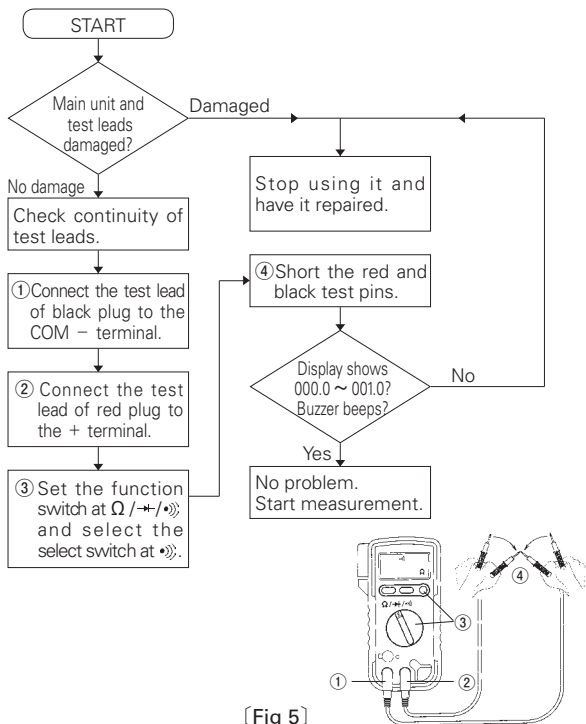 START
Main unit and
test leads
damaged?
Damaged
No damage
Stop using it and
have it repaired.
Check continuity of
test leads.
①Connect the test lead
of black plug to the
COM − terminal.
② Connect the test
lead of red plug to
the + terminal.
③Set the function
switch at Ω /➔+/•))
and select the
select switch at •)).
④Short the red and
black test pins.
Display shows
000.0 ~ 001.0?
Buzzer beeps?
No
Yes
No problem.
Start measurement.
Ω
Ω/➔+/•))
④
③
①
②
[Fig 5]